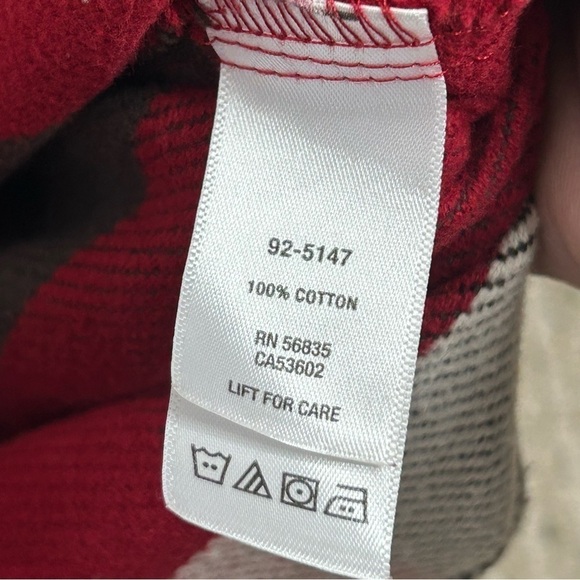 92-5147
100% COTTON
RN 56835
CA53602
LIFT FOR CARE